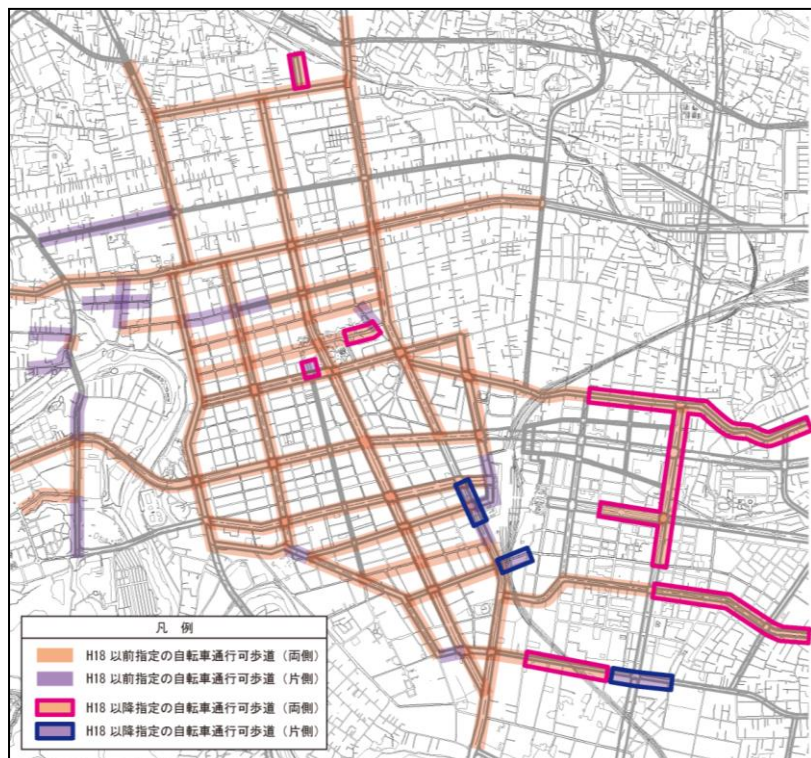 凡 例
H18 以前指定の自転車通行可歩道（両側）
H18 以前指定の自転車通行可歩道（片側）
H18 以降指定の自転車通行可歩道（両側）
H18 以降指定の自転車通行可歩道（片側）